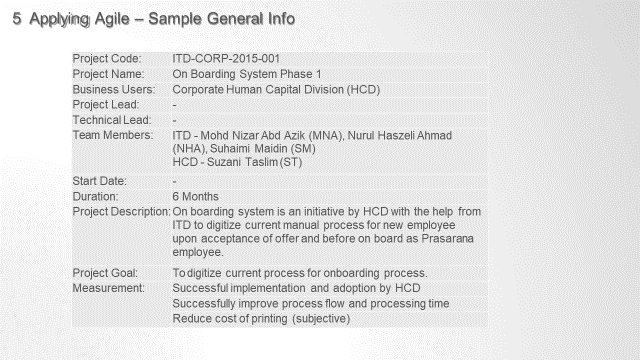 5 Applying Agile – Sample General Info
Project Code: ITD-CORP-2015-001
Project Name: On Boarding System Phase 1
Business Users: Corporate Human Capital Division (HCD)
Project Lead: -
Technical Lead: -
Team Members: ITD - Mohd Nizar Abd Azik (MNA), Nurul Haszeli Ahmad
(NHA), Suhaimi Maidin (SM)
HCD - Suzani Taslim (ST)
Start Date: -
Duration: 6 Months
Project Description: On boarding system is an initiative by HCD with the help from
ITD to digitize current manual process for new employee
upon acceptance of offer and before on board as Prasarana
employee.
Project Goal: To digitize current process for onboarding process.
Measurement: Successful implementation and adoption by HCD
Successfully improve process flow and processing time
Reduce cost of printing (subjective)